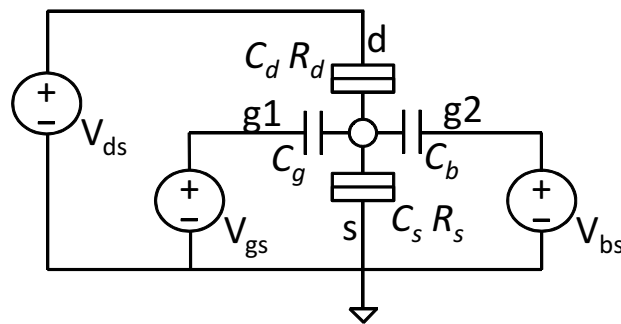 d
C_d R_d
+
−
V_ds
g1
g2
C_g
C_b
+
−
V_gs
s
C_s R_s
+
−
V_bs